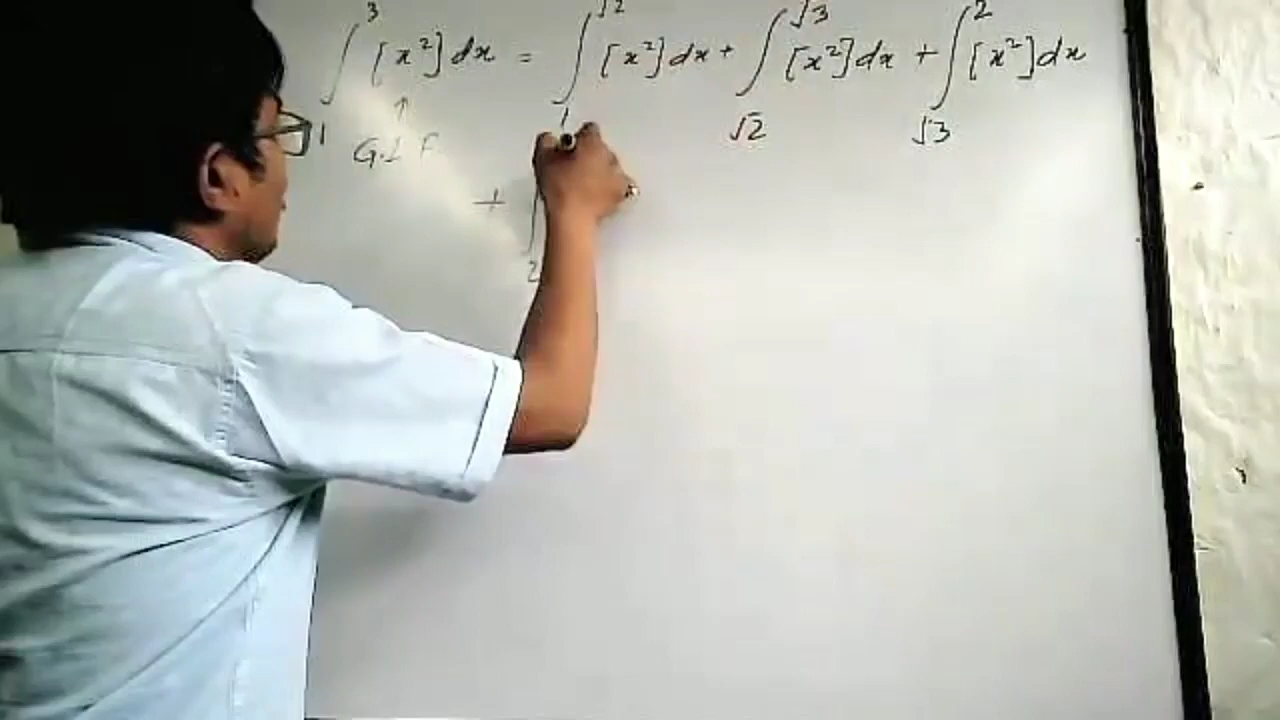 ∫₁³ [x²] dx = ∫₁^√2 [x²] dx + ∫_√2^√3 [x²] dx + ∫_√3^2 [x²] dx
↑
G.I.F
+ ∫₂